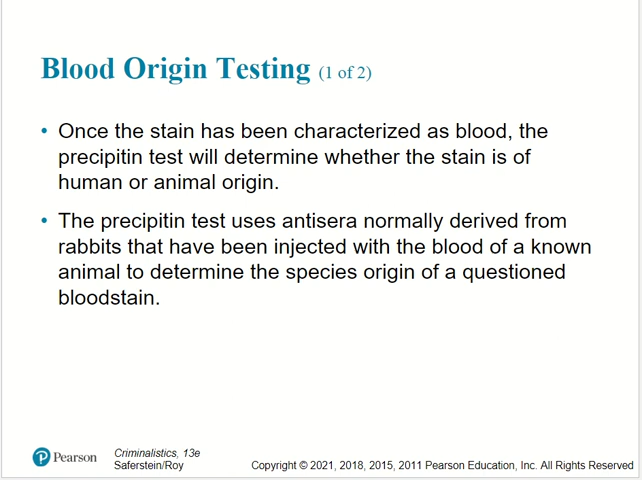 Blood Origin Testing (1 of 2)
• Once the stain has been characterized as blood, the
precipitin test will determine whether the stain is of
human or animal origin.
• The precipitin test uses antisera normally derived from
rabbits that have been injected with the blood of a known
animal to determine the species origin of a questioned
bloodstain.
Pearson
Criminalistics, 13e
Saferstein/Roy
Copyright © 2021, 2018, 2015, 2011 Pearson Education, Inc. All Rights Reserved